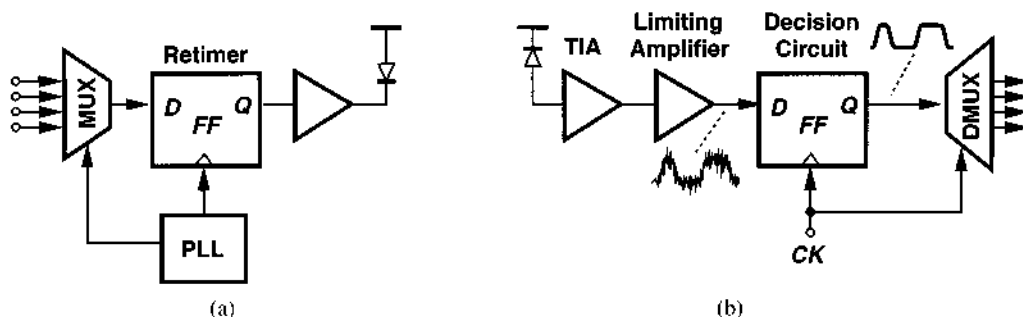 Retimer
MUX
D
Q
FF
PLL
(a)
TIA
Limiting
Amplifier
Decision
Circuit
D
Q
FF
DMUX
CK
(b)